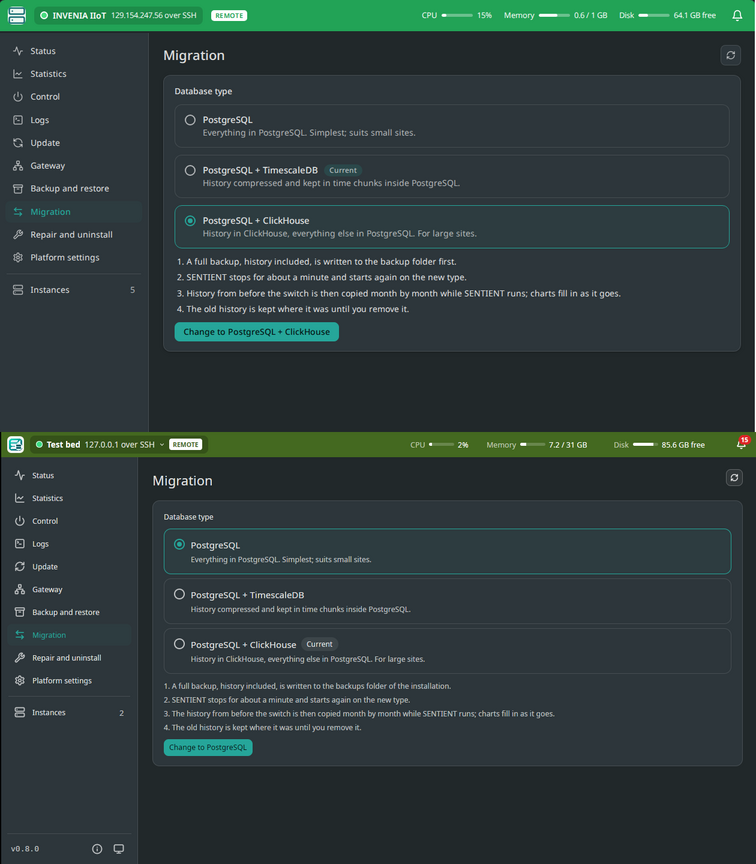 INVENIA IIoT 129.154.247.56 over SSH REMOTE CPU 15% Memory 0.6 / 1 GB Disk 64.1 GB free
Status
Statistics
Control
Logs
Update
Gateway
Backup and restore
Migration
Repair and uninstall
Platform settings
Instances 5
Migration
Database type
PostgreSQL
Everything in PostgreSQL. Simplest; suits small sites.
PostgreSQL + TimescaleDB Current
History compressed and kept in time chunks inside PostgreSQL.
PostgreSQL + ClickHouse
History in ClickHouse, everything else in PostgreSQL. For large sites.
1. A full backup, history included, is written to the backup folder first.
2. SENTIENT stops for about a minute and starts again on the new type.
3. History from before the switch is then copied month by month while SENTIENT runs; charts fill in as it goes.
4. The old history is kept where it was until you remove it.
Change to PostgreSQL + ClickHouse
Test bed 127.0.0.1 over SSH REMOTE CPU 2% Memory 7.2 / 31 GB Disk 85.6 GB free 15
Status
Statistics
Control
Logs
Update
Gateway
Backup and restore
Migration
Repair and uninstall
Platform settings
Instances 2
v0.8.0
Migration
Database type
PostgreSQL
Everything in PostgreSQL. Simplest; suits small sites.
PostgreSQL + TimescaleDB
History compressed and kept in time chunks inside PostgreSQL.
PostgreSQL + ClickHouse Current
History in ClickHouse, everything else in PostgreSQL. For large sites.
1. A full backup, history included, is written to the backups folder of the installation.
2. SENTIENT stops for about a minute and starts again on the new type.
3. The history from before the switch is then copied month by month while SENTIENT runs; charts fill in as it goes.
4. The old history is kept where it was until you remove it.
Change to PostgreSQL